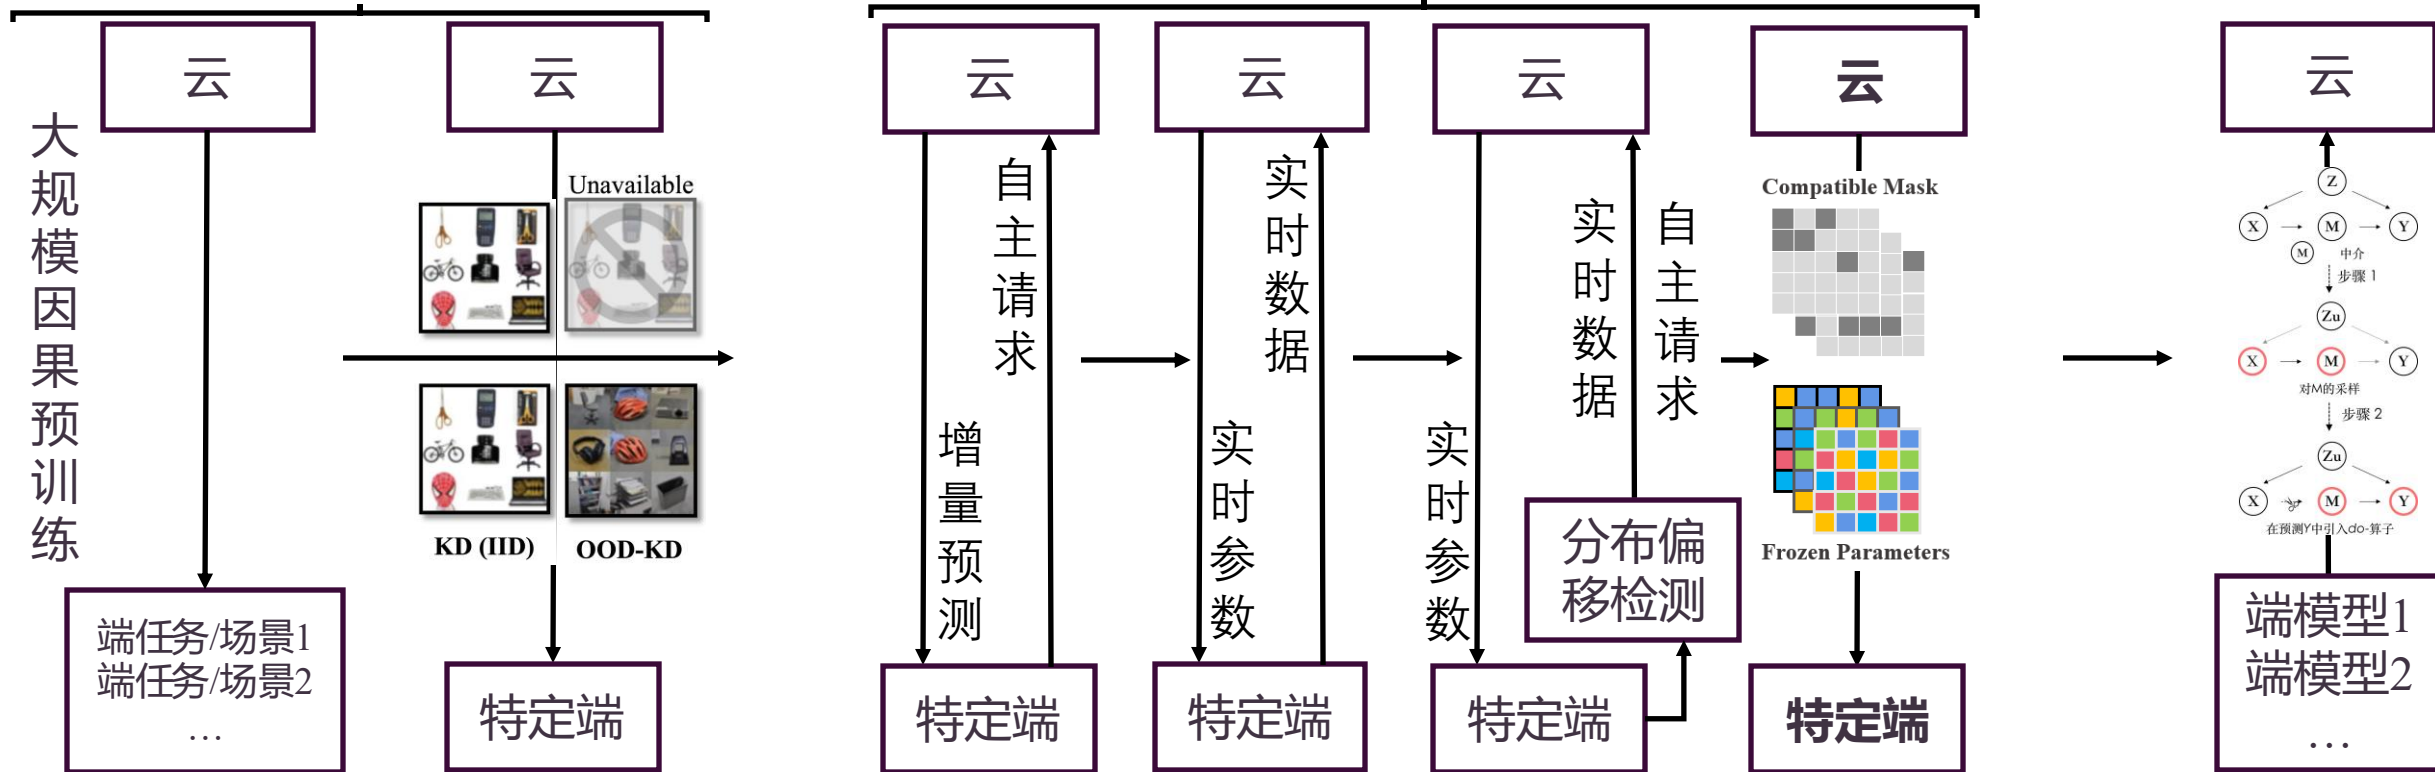 云
大规模因果预训练
端任务/场景1
端任务/场景2
…
云
Unavailable
KD (IID)
OOD-KD
特定端
云
增量预测
自主请求
特定端
云
实时参数
实时数据
特定端
云
实时参数
实时数据
自主请求
分布偏
移检测
特定端
云
Compatible Mask
Frozen Parameters
特定端
云
Z
X
M
Y
M
中介
步骤 1
Zu
X
M
Y
对M的采样
步骤 2
Zu
X
M
Y
在预测Y中引入do-算子
端模型1
端模型2
…